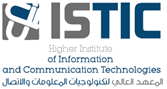 ISTIC
Higher Institute
of Information
and Communication Technologies
المعهد العالي لتكنولوجيات المعلومات والاتصال